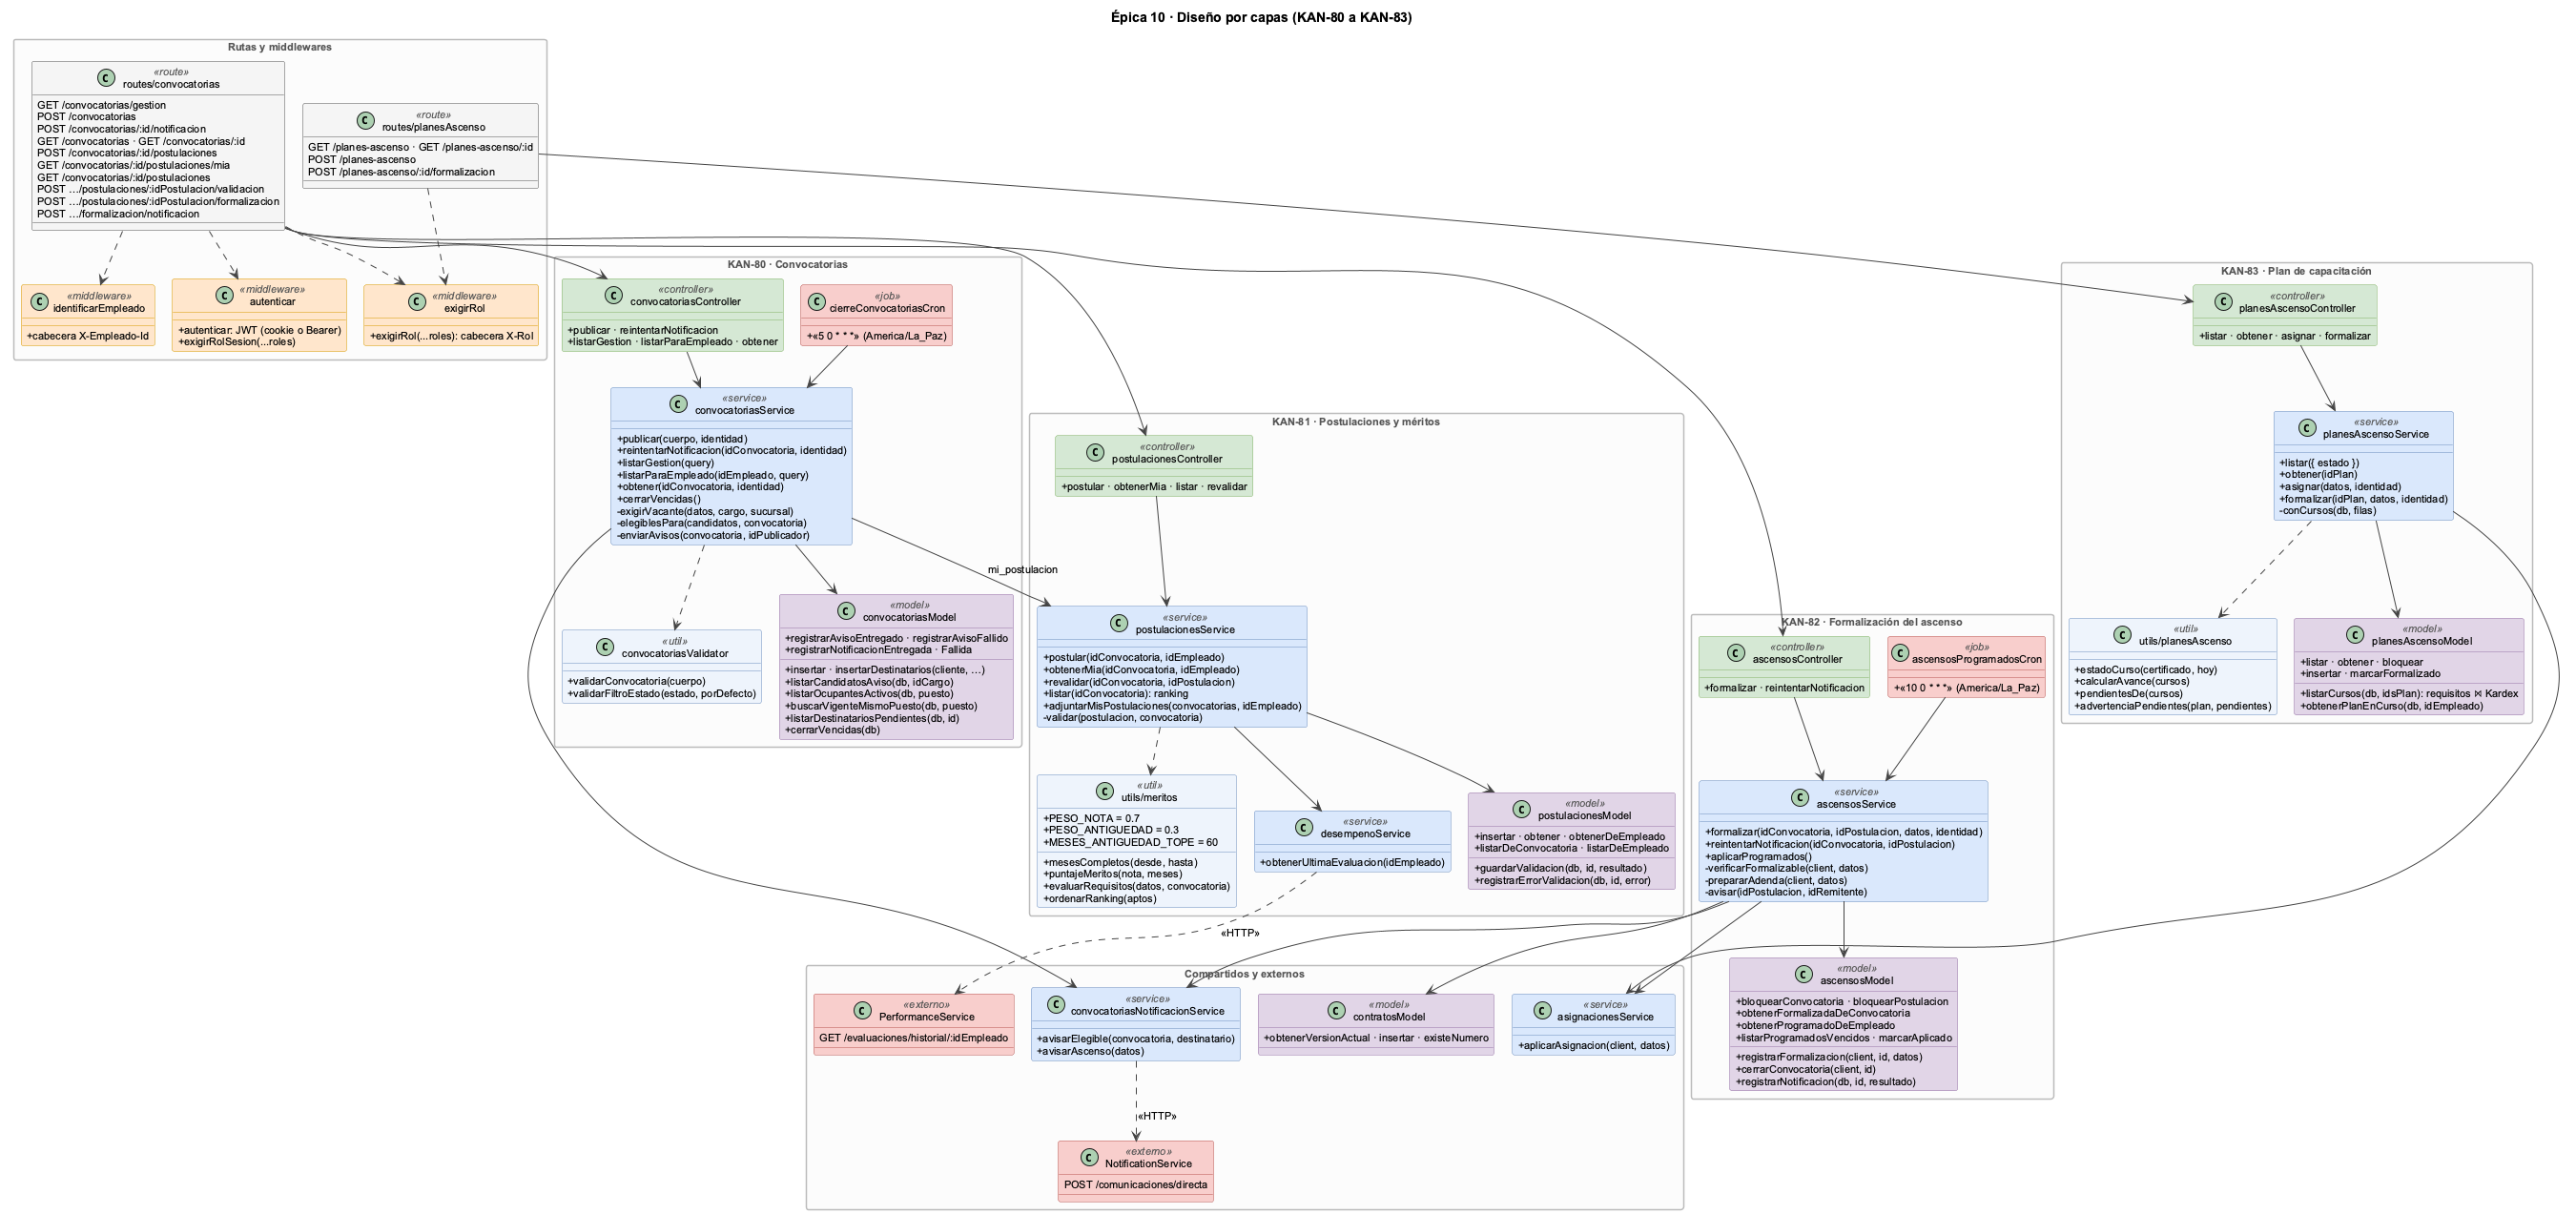 Épica 10 · Diseño por capas (KAN-80 a KAN-83)
Rutas y middlewares
C
«route»
routes/convocatorias
GET /convocatorias/gestion
POST /convocatorias
POST /convocatorias/:id/notificacion
GET /convocatorias · GET /convocatorias/:id
POST /convocatorias/:id/postulaciones
GET /convocatorias/:id/postulaciones/mia
GET /convocatorias/:id/postulaciones
POST …/postulaciones/:idPostulacion/validacion
POST …/postulaciones/:idPostulacion/formalizacion
POST …/formalizacion/notificacion
C
«route»
routes/planesAscenso
GET /planes-ascenso · GET /planes-ascenso/:id
POST /planes-ascenso
POST /planes-ascenso/:id/formalizacion
C
«middleware»
identificarEmpleado
+cabecera X-Empleado-Id
C
«middleware»
autenticar
+autenticar: JWT (cookie o Bearer)
+exigirRolSesion(...roles)
C
«middleware»
exigirRol
+exigirRol(...roles): cabecera X-Rol
KAN-80 · Convocatorias
C
«controller»
convocatoriasController
+publicar · reintentarNotificacion
+listarGestion · listarParaEmpleado · obtener
C
«job»
cierreConvocatoriasCron
+«5 0 * * *» (America/La_Paz)
C
«service»
convocatoriasService
+publicar(cuerpo, identidad)
+reintentarNotificacion(idConvocatoria, identidad)
+listarGestion(query)
+listarParaEmpleado(idEmpleado, query)
+obtener(idConvocatoria, identidad)
+cerrarVencidas()
-exigirVacante(datos, cargo, sucursal)
-elegiblesPara(candidatos, convocatoria)
-enviarAvisos(convocatoria, idPublicador)
mi_postulacion
C
«util»
convocatoriasValidator
+validarConvocatoria(cuerpo)
+validarFiltroEstado(estado, porDefecto)
C
«model»
convocatoriasModel
+registrarAvisoEntregado · registrarAvisoFallido
+registrarNotificacionEntregada · Fallida
+insertar · insertarDestinatarios(cliente, …)
+listarCandidatosAviso(db, idCargo)
+listarOcupantesActivos(db, puesto)
+buscarVigenteMismoPuesto(db, puesto)
+listarDestinatariosPendientes(db, id)
+cerrarVencidas(db)
KAN-81 · Postulaciones y méritos
C
«controller»
postulacionesController
+postular · obtenerMia · listar · revalidar
C
«service»
postulacionesService
+postular(idConvocatoria, idEmpleado)
+obtenerMia(idConvocatoria, idEmpleado)
+revalidar(idConvocatoria, idPostulacion)
+listar(idConvocatoria): ranking
+adjuntarMisPostulaciones(convocatorias, idEmpleado)
-validar(postulacion, convocatoria)
C
«util»
utils/meritos
+PESO_NOTA = 0.7
+PESO_ANTIGUEDAD = 0.3
+MESES_ANTIGUEDAD_TOPE = 60
+mesesCompletos(desde, hasta)
+puntajeMeritos(nota, meses)
+evaluarRequisitos(datos, convocatoria)
+ordenarRanking(aptos)
C
«service»
desempenoService
+obtenerUltimaEvaluacion(idEmpleado)
C
«model»
postulacionesModel
+insertar · obtener · obtenerDeEmpleado
+listarDeConvocatoria · listarDeEmpleado
+guardarValidacion(db, id, resultado)
+registrarErrorValidacion(db, id, error)
KAN-82 · Formalización del ascenso
C
«controller»
ascensosController
+formalizar · reintentarNotificacion
C
«job»
ascensosProgramadosCron
+«10 0 * * *» (America/La_Paz)
C
«service»
ascensosService
+formalizar(idConvocatoria, idPostulacion, datos, identidad)
+reintentarNotificacion(idConvocatoria, idPostulacion)
+aplicarProgramados()
-verificarFormalizable(client, datos)
-prepararAdenda(client, datos)
-avisar(idPostulacion, idRemitente)
C
«model»
ascensosModel
+bloquearConvocatoria · bloquearPostulacion
+obtenerFormalizadaDeConvocatoria
+obtenerProgramadoDeEmpleado
+listarProgramadosVencidos · marcarAplicado
+registrarFormalizacion(client, id, datos)
+cerrarConvocatoria(client, id)
+registrarNotificacion(db, id, resultado)
KAN-83 · Plan de capacitación
C
«controller»
planesAscensoController
+listar · obtener · asignar · formalizar
C
«service»
planesAscensoService
+listar({ estado })
+obtener(idPlan)
+asignar(datos, identidad)
+formalizar(idPlan, datos, identidad)
-conCursos(db, filas)
C
«util»
utils/planesAscenso
+estadoCurso(certificado, hoy)
+calcularAvance(cursos)
+pendientesDe(cursos)
+advertenciaPendientes(plan, pendientes)
C
«model»
planesAscensoModel
+listar · obtener · bloquear
+insertar · marcarFormalizado
+listarCursos(db, idsPlan): requisitos ⋈ Kardex
+obtenerPlanEnCurso(db, idEmpleado)
«HTTP»
Compartidos y externos
C
«externo»
PerformanceService
GET /evaluaciones/historial/:idEmpleado
C
«service»
convocatoriasNotificacionService
+avisarElegible(convocatoria, destinatario)
+avisarAscenso(datos)
C
«model»
contratosModel
+obtenerVersionActual · insertar · existeNumero
C
«service»
asignacionesService
+aplicarAsignacion(client, datos)
«HTTP»
C
«externo»
NotificationService
POST /comunicaciones/directa